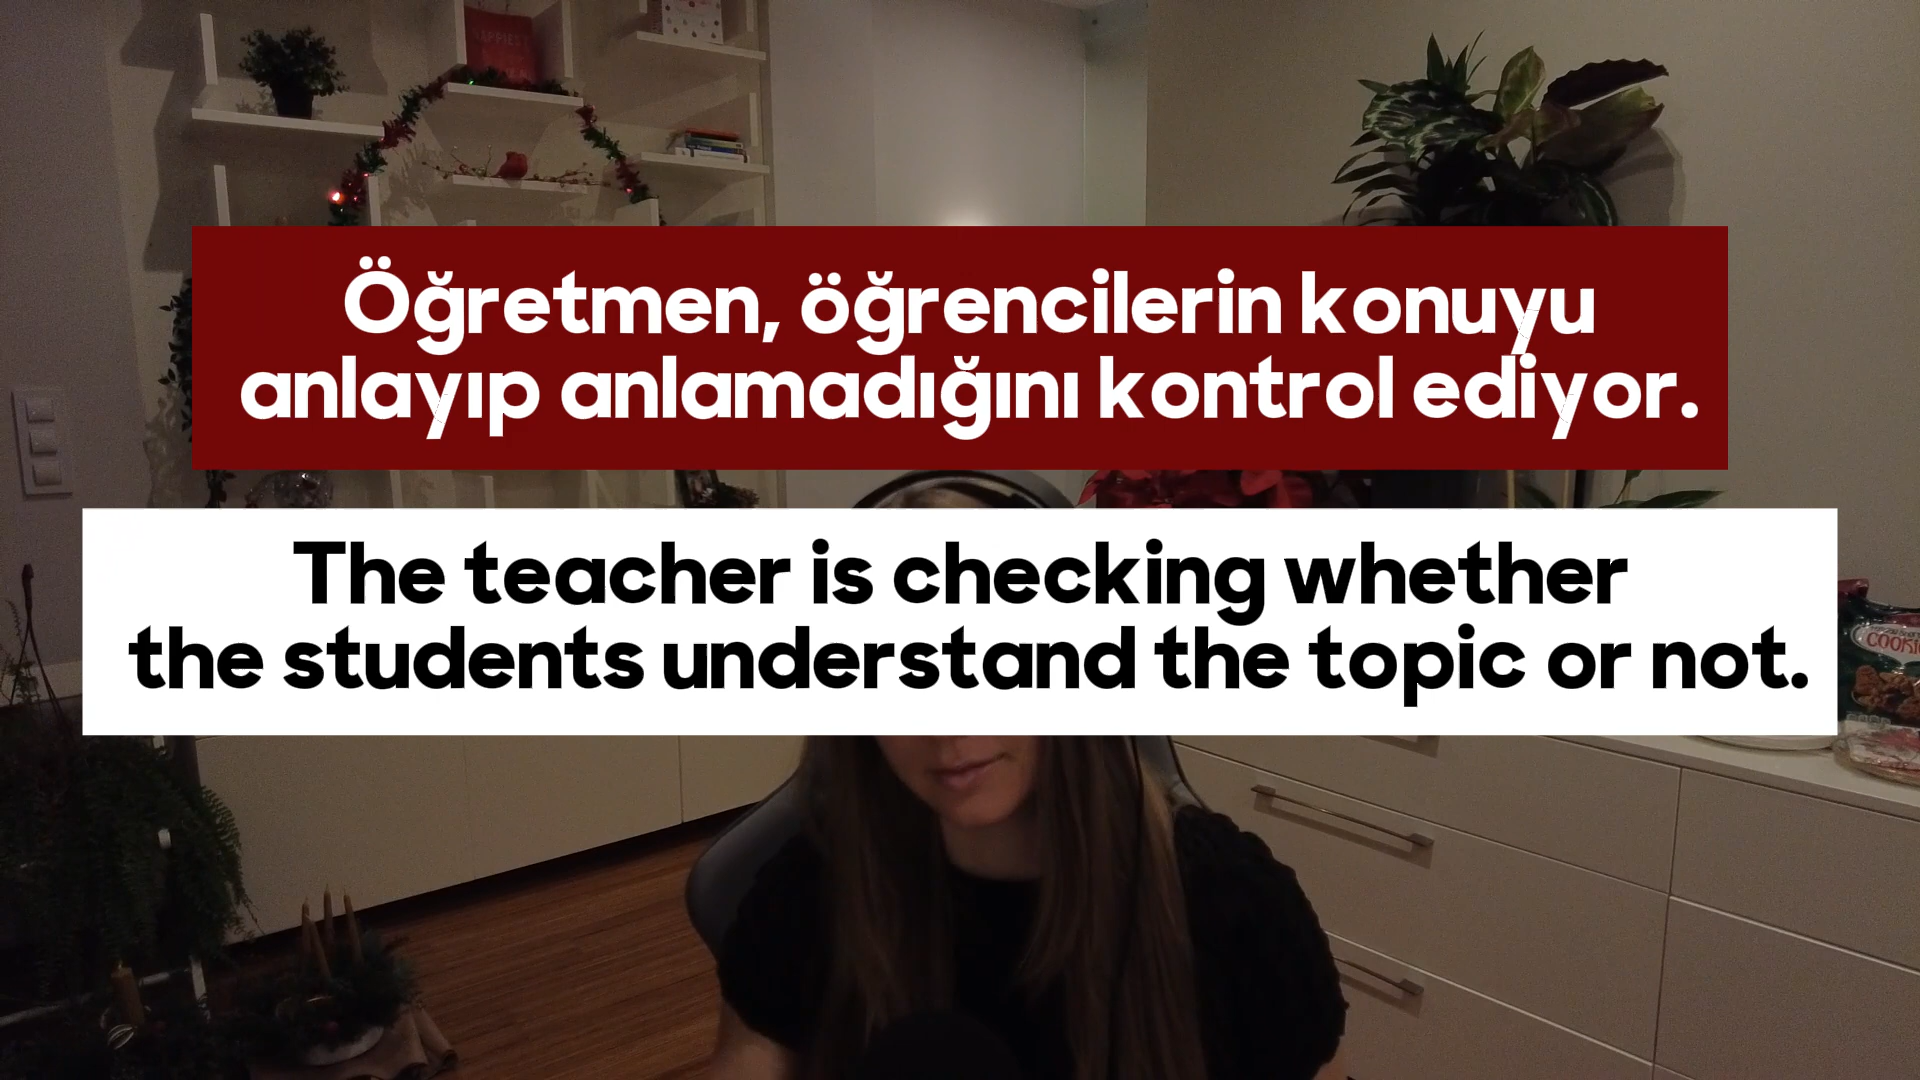 HAPPIEST
Öğretmen, öğrencilerin konuyu
anlayıp anlamadığını kontrol ediyor.
The teacher is checking whether
the students understand the topic or not.